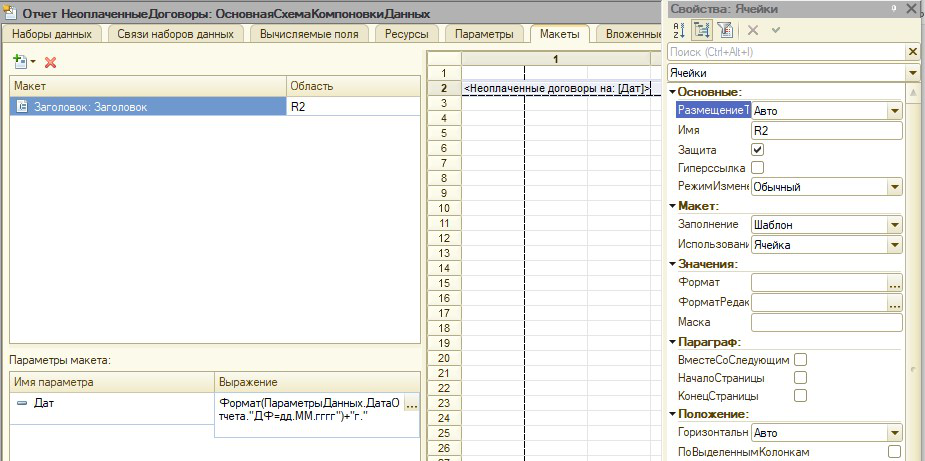 Отчет НеоплаченныеДоговоры: ОсновнаяСхемаКомпоновкиДанных
Наборы данных
Связи наборов данных
Вычисляемые поля
Ресурсы
Параметры
Макеты
Вложенные
Макет
Область
Заголовок: Заголовок
R2
Параметры макета:
Имя параметра
Выражение
Дат
Формат(ПараметрыДанных.ДатаО
тчета."ДФ=дд.ММ.гггг")+"г."
...
1
1
2
<Неоплаченные договоры на: [Дат]>
3
4
5
6
7
8
9
10
11
12
13
14
15
16
17
18
19
20
21
22
23
24
25
26
Свойства: Ячейки
Поиск (Ctrl+Alt+I)
Ячейки
Основные:
РазмещениеТ
Авто
Имя
R2
Защита
Гиперссылка
РежимИзмене
Обычный
Макет:
Заполнение
Шаблон
Использовани
Ячейка
Значения:
Формат
...
ФорматРедак
...
Маска
Параграф:
ВместеСоСледующим
НачалоСтраницы
КонецСтраницы
Положение:
Горизонтальн
Авто
ПоВыделеннымКолонкам